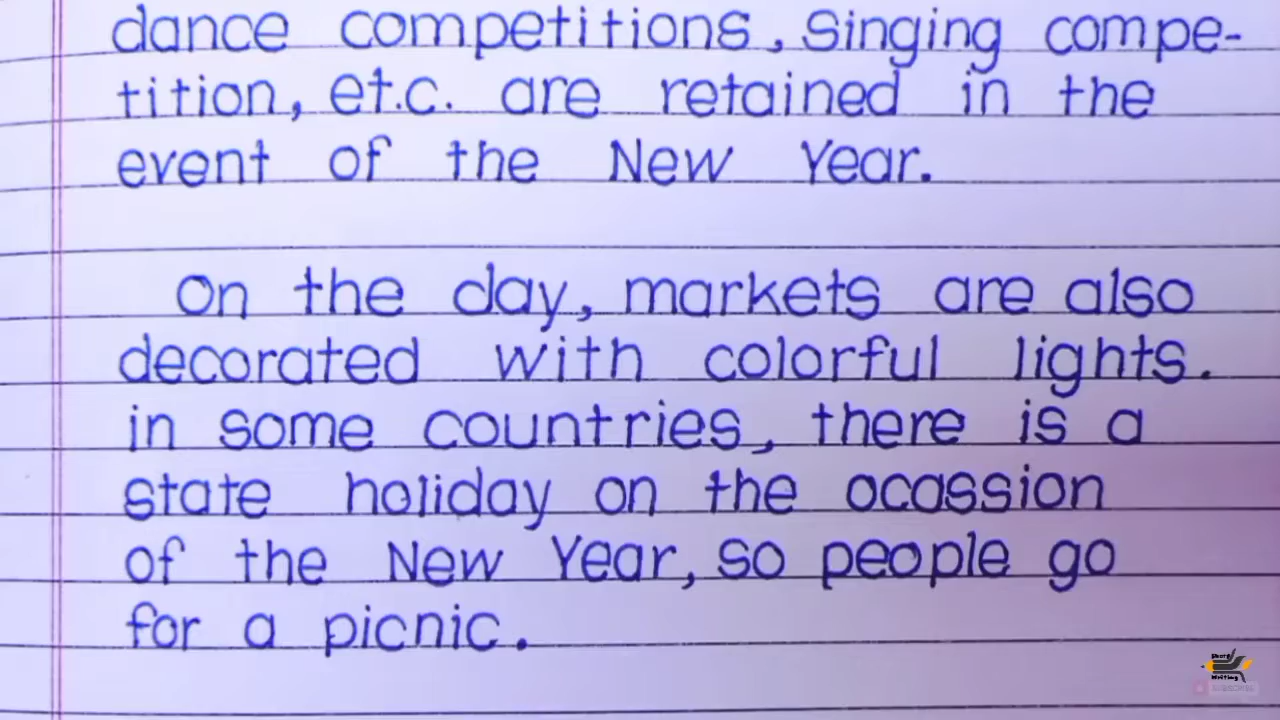 dance competitions, Singing compe-
tition, et.c. are retained in the
event of the New Year.
On the day, markets are also
decorated with colorful lights.
in some countries, there is a
state holiday on the ocassion
of the New Year, so people go
for a picnic.
Writing
SUBSCRIBE